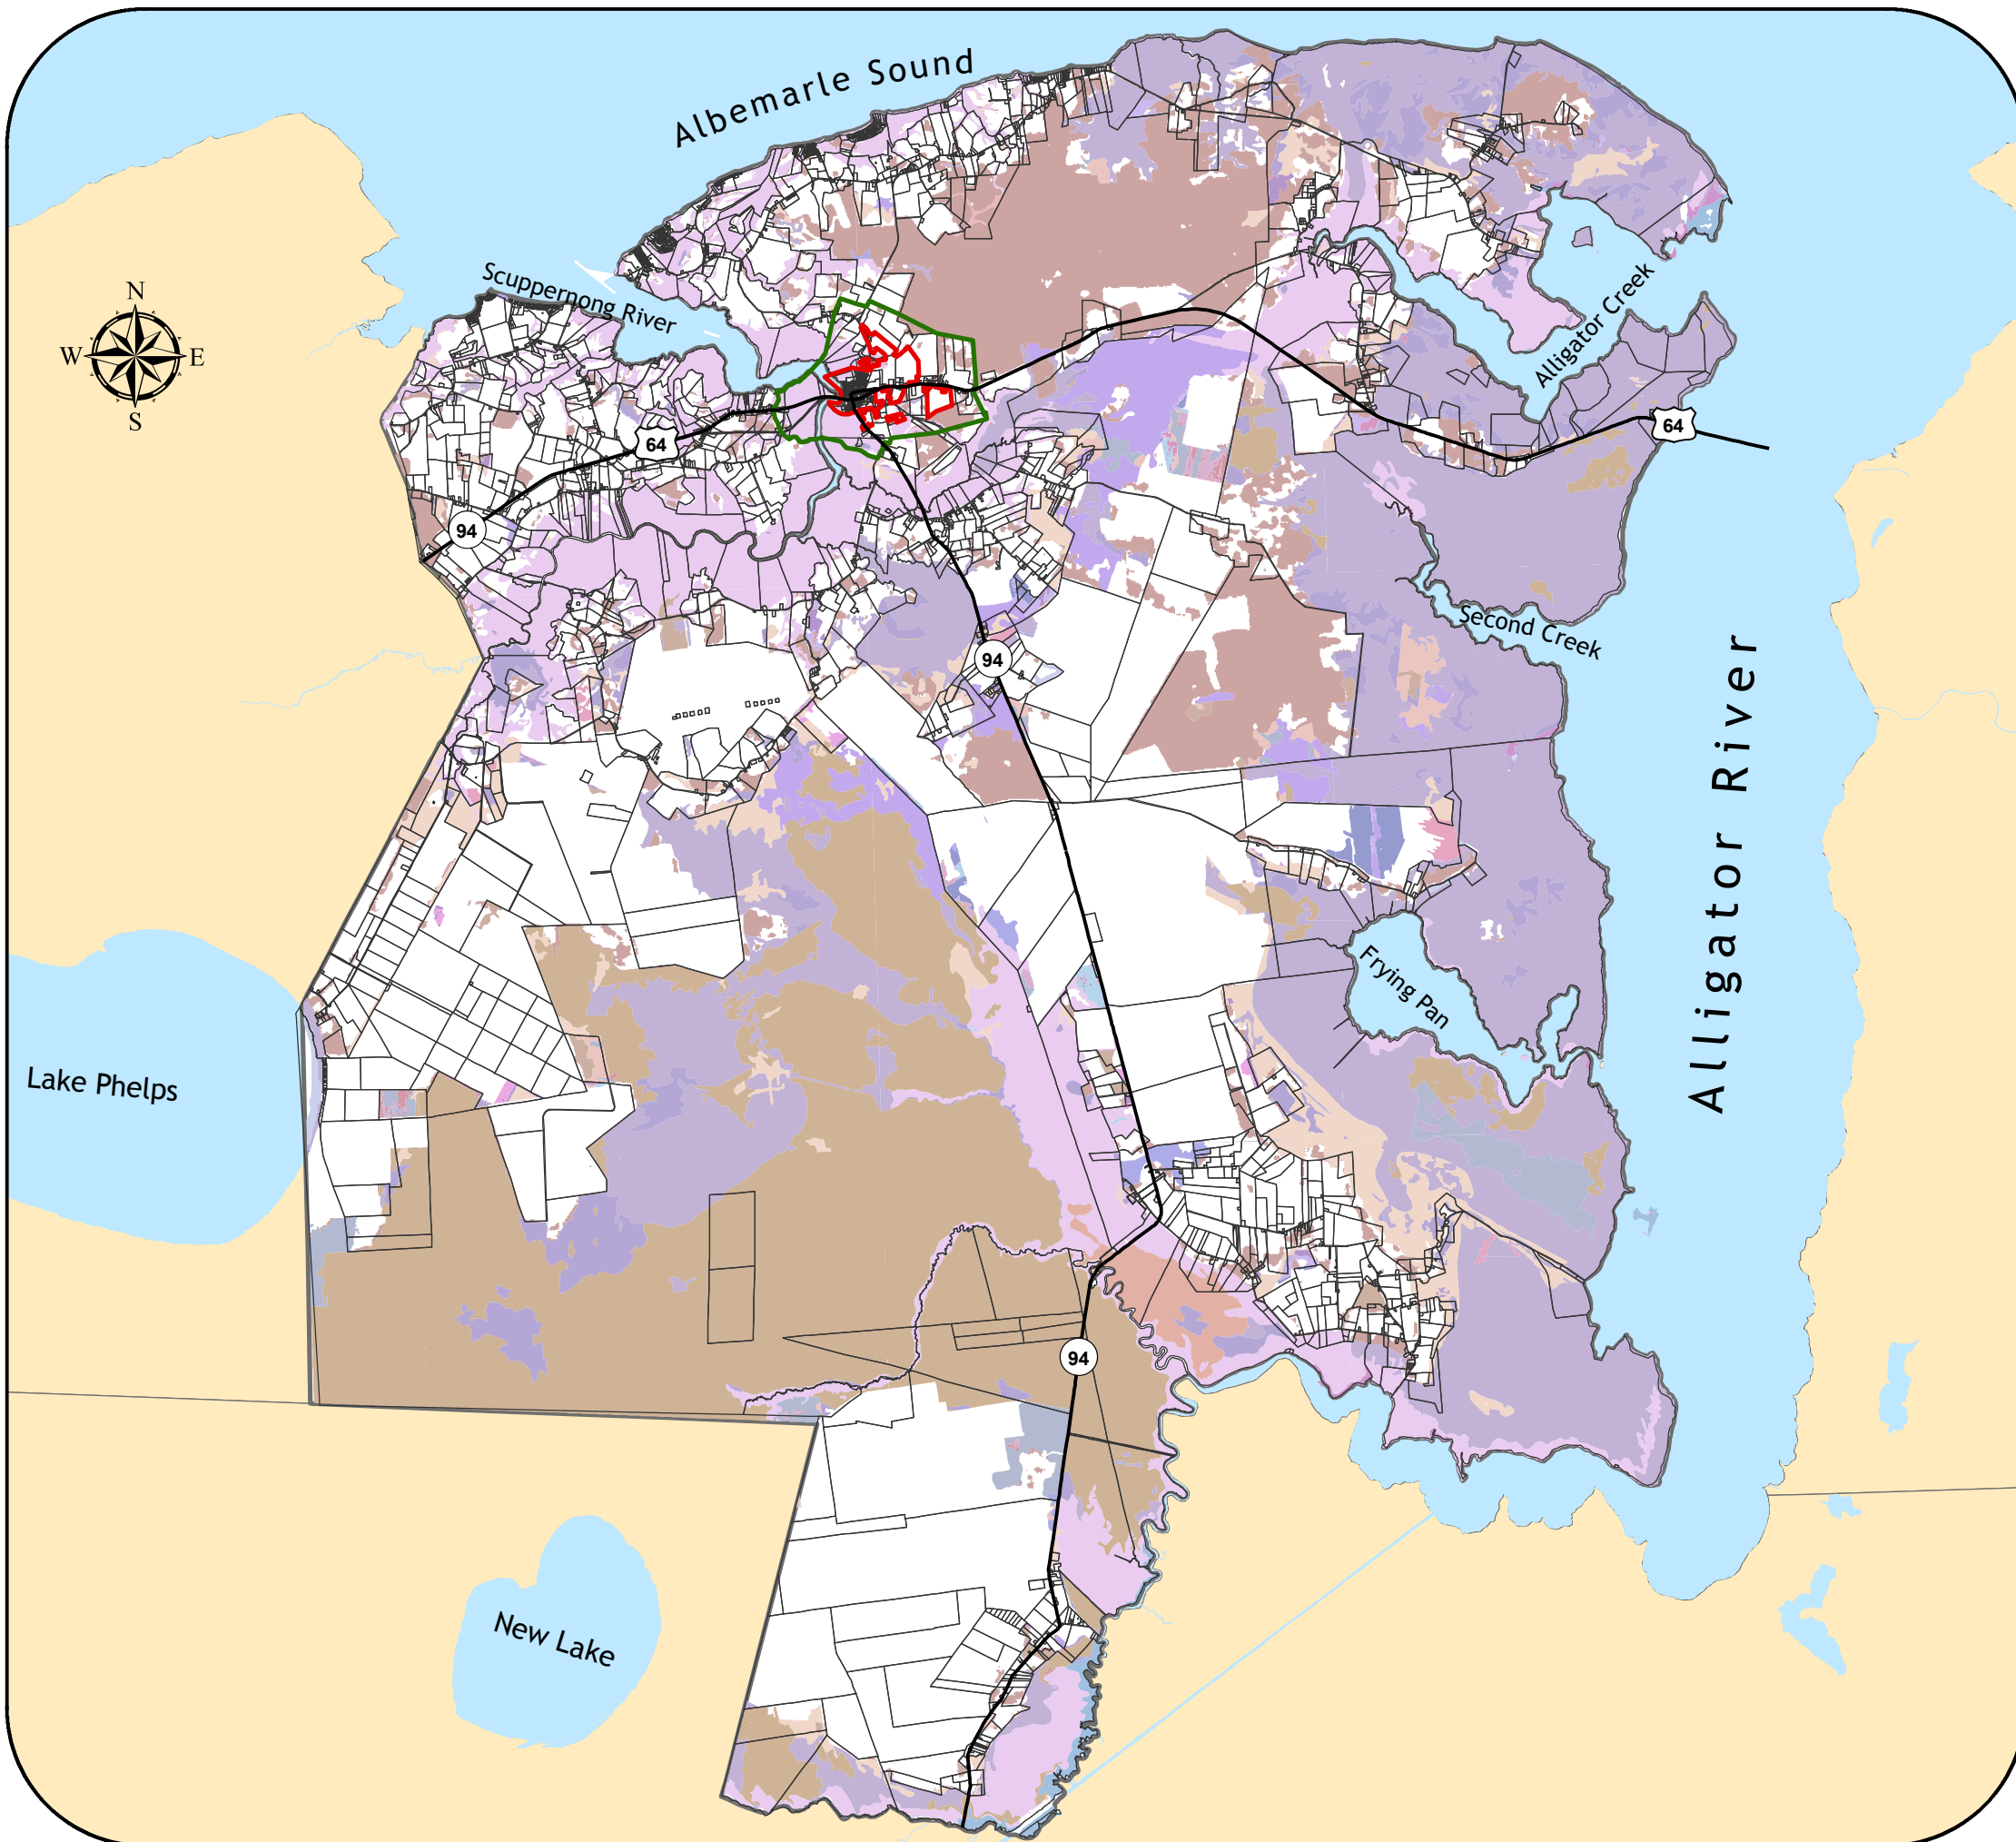 Albemarle Sound
Scuppernong River
N
W
E
S
Alligator Creek
64
64
94
Second Creek
94
Alligator River
Frying Pan
Lake Phelps
94
New Lake